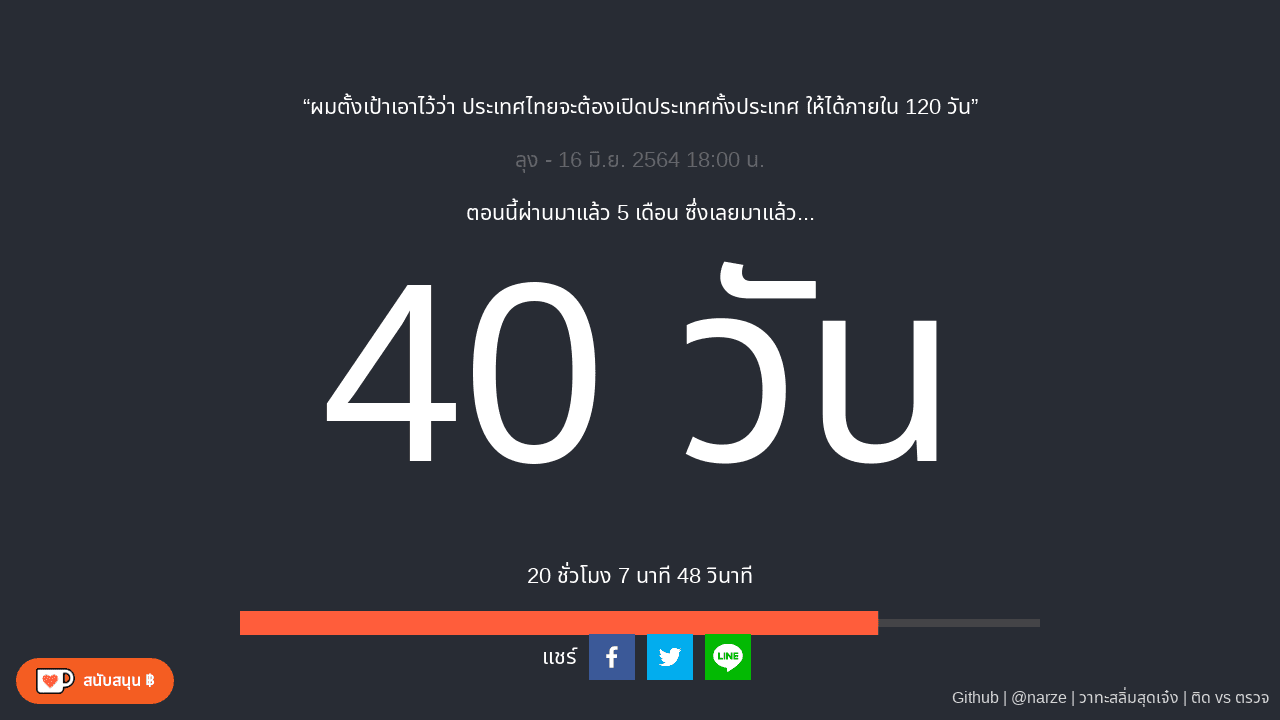 “ผมตั้งเป้าเอาไว้ว่า ประเทศไทยจะต้องเปิดประเทศทั้งประเทศ ให้ได้ภายใน 120 วัน”
ลุง - 16 มิ.ย. 2564 18:00 น.
ตอนนี้ผ่านมาแล้ว 5 เดือน ซึ่งเลยมาแล้ว...
40 วัน
20 ชั่วโมง 7 นาที 48 วินาที
แชร์
LINE
สนับสนุน ฿
Github | @narze | วาทะสลิ่มสุดเจ๋ง | ติด vs ตรวจ